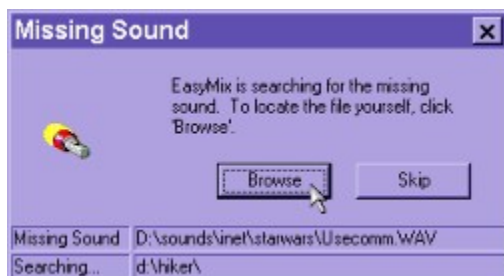 Missing Sound
EasyMix is searching for the missing
sound. To locate the file yourself, click
'Browse'.
Browse Skip
Missing Sound D:\sounds\inet\starwars\Usecomm.WAV
Searching... d:\hiker\